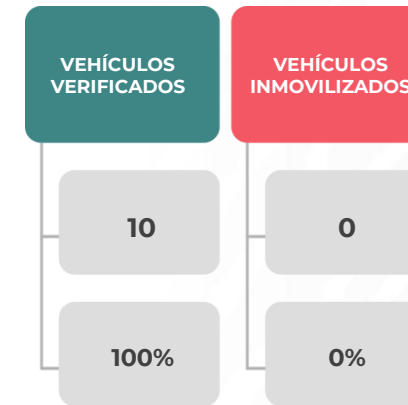 VEHÍCULOS
VERIFICADOS
10
100%
VEHÍCULOS
INMOVILIZADOS
0
0%